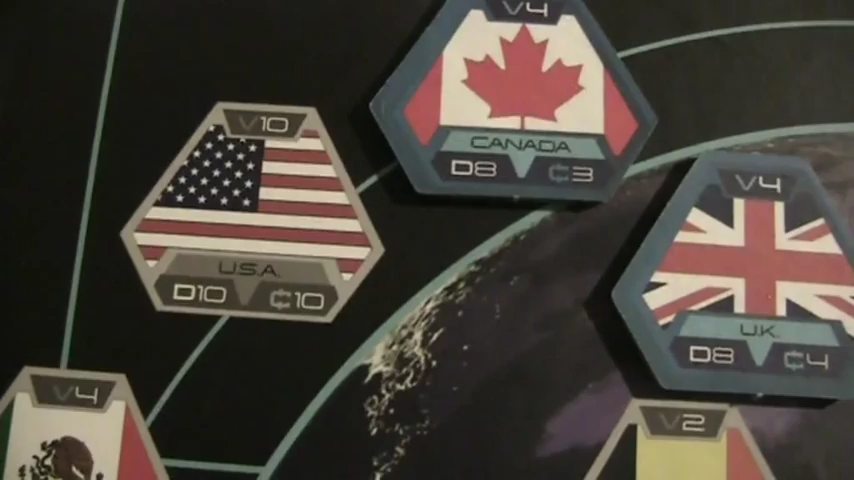 V4
CANADA
D8 ₵3
V10
U.S.A.
D10 ₵10
V4
U.K.
D8 ₵4
V4
V2